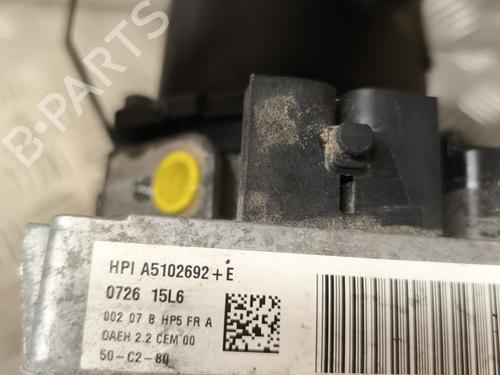 HPI A5102692+E
0726 15L6
002 07 B HP5 FR A
DAEH 2.2 CEM 00
50-C2-80
B-PARTS